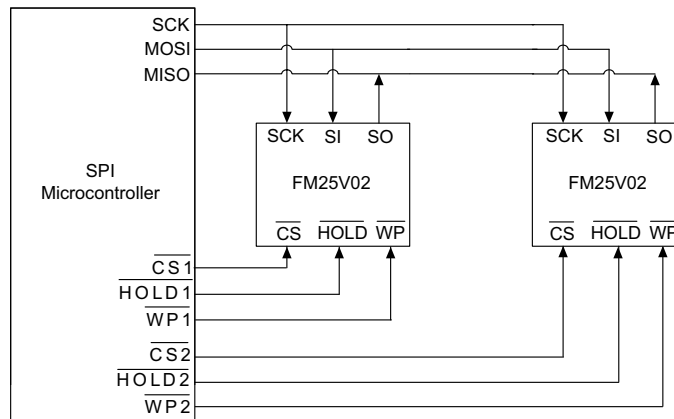 SCK
MOSI
MISO
SCK SI SO
SCK SI SO
SPI
Microcontroller
FM25V02
FM25V02
CS HOLD WP
CS HOLD WP
CS1
HOLD1
WP1
CS2
HOLD2
WP2